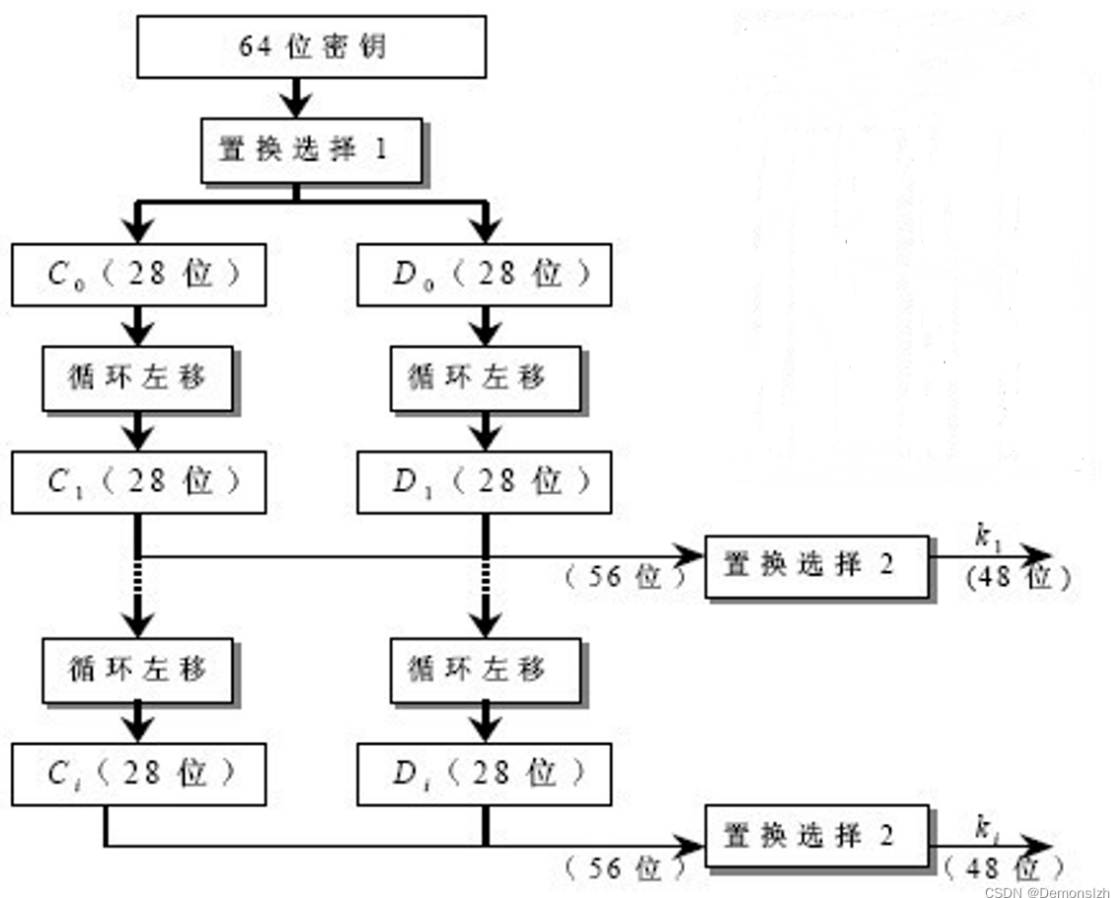 64 位密钥
置换选择 1
C0（28 位） D0（28 位）
循环左移 循环左移
C1（28 位） D1（28 位）
k1
置换选择 2
（56 位） (48 位)
循环左移 循环左移
Ci（28 位） Di（28 位）
ki
置换选择 2
（56 位） （48 位）
CSDN @Demonslzh